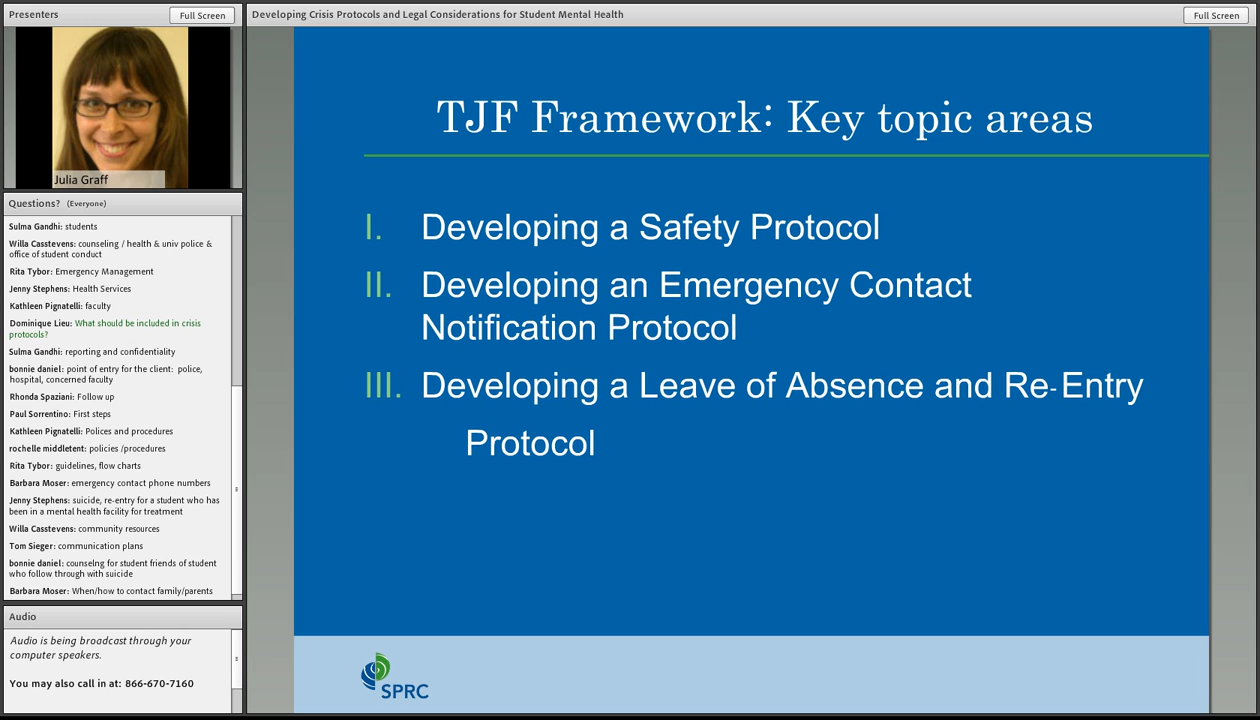 Presenters
Full Screen
Julia Graff
Questions? (Everyone)
Sulma Gandhi: students
Willa Casstevens: counseling / health & univ police &
office of student conduct
Rita Tybor: Emergency Management
Jenny Stephens: Health Services
Kathleen Pignatelli: faculty
Dominique Lieu: What should be included in crisis
protocols?
Sulma Gandhi: reporting and confidentiality
bonnie daniel: point of entry for the client: police,
hospital, concerned faculty
Rhonda Spaziani: Follow up
Paul Sorrentino: First steps
Kathleen Pignatelli: Polices and procedures
rochelle middletent: policies /procedures
Rita Tybor: guidelines, flow charts
Barbara Moser: emergency contact phone numbers
Jenny Stephens: suicide, re-entry for a student who has
been in a mental health facility for treatment
Willa Casstevens: community resources
Tom Sieger: communication plans
bonnie daniel: counselng for student friends of student
who follow through with suicide
Barbara Moser: When/how to contact family/parents
Audio
Audio is being broadcast through your
computer speakers.
You may also call in at: 866-670-7160
Developing Crisis Protocols and Legal Considerations for Student Mental Health
Full Screen
TJF Framework: Key topic areas
I. Developing a Safety Protocol
II. Developing an Emergency Contact
Notification Protocol
III. Developing a Leave of Absence and Re-Entry
Protocol
SPRC